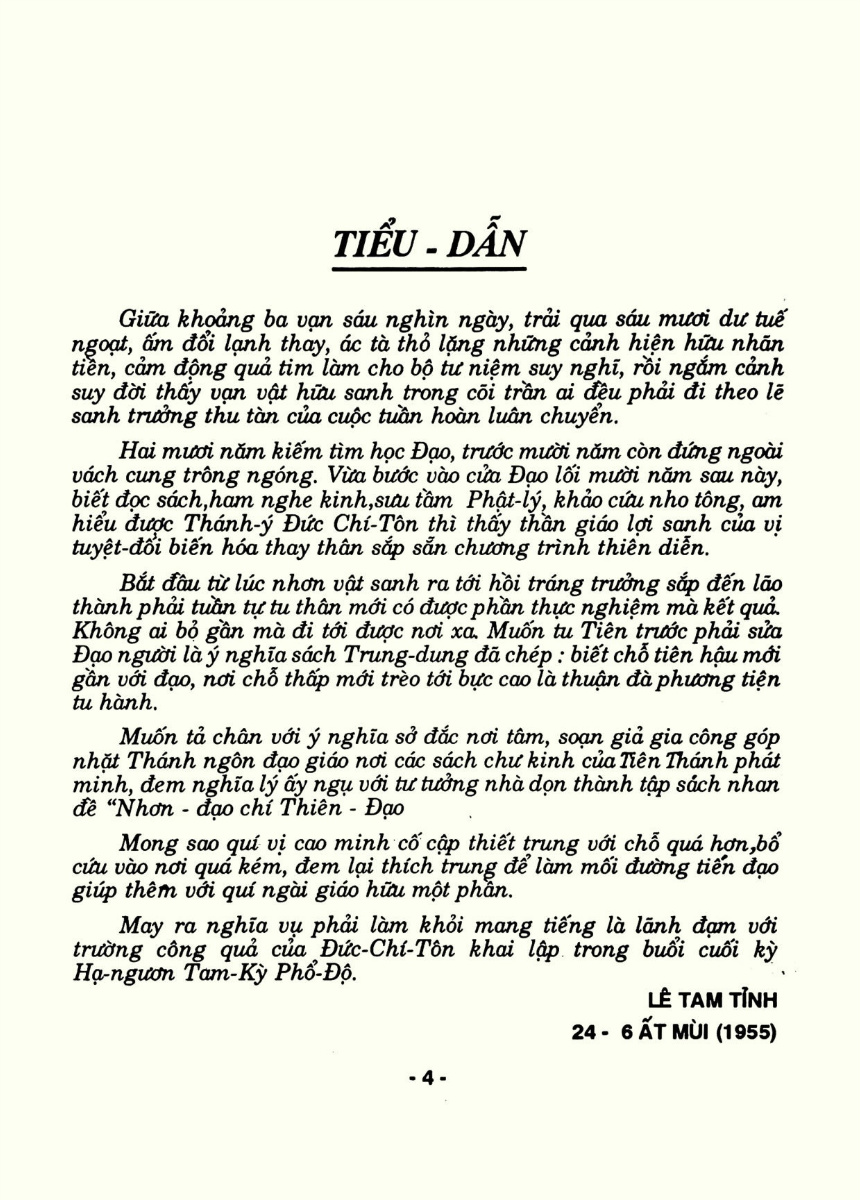 TIỂU - DẪN
Giữa khoảng ba vạn sáu nghìn ngày, trải qua sáu mươi dư tuế
ngoạt, ấm đổi lạnh thay, ác tà thỏ lặng những cảnh hiện hữu nhãn
tiền, cảm động quả tim làm cho bộ tư niệm suy nghĩ, rồi ngắm cảnh
suy đời thấy vạn vật hữu sanh trong cõi trần ai đều phải đi theo lẽ
sanh trưởng thu tàn của cuộc tuần hoàn luân chuyển.
Hai mươi năm kiếm tìm học Đạo, trước mười năm còn đứng ngoài
vách cung trông ngóng. Vừa bước vào cửa Đạo lối mười năm sau này,
biết đọc sách,ham nghe kinh,sưu tầm Phật-lý, khảo cứu nho tông, am
hiểu được Thánh-ý Đức Chí-Tôn thì thấy thần giáo lợi sanh của vị
tuyệt-đối biến hóa thay thân sắp sẵn chương trình thiên diễn.
Bắt đầu từ lúc nhơn vật sanh ra tới hồi tráng trưởng sắp đến lão
thành phải tuần tự tu thân mới có được phần thực nghiệm mà kết quả.
Không ai bỏ gần mà đi tới được nơi xa. Muốn tu Tiên trước phải sửa
Đạo người là ý nghĩa sách Trung-dung đã chép : biết chỗ tiên hậu mới
gần với đạo, nơi chỗ thấp mới trèo tới bực cao là thuận đà phương tiện
tu hành.
Muốn tả chân với ý nghĩa sở đắc nơi tâm, soạn giả gia công góp
nhặt Thánh ngôn đạo giáo nơi các sách chư kinh của Tiên Thánh phát
minh, đem nghĩa lý ấy ngụ với tư tưởng nhà dọn thành tập sách nhan
đề “Nhơn - đạo chí Thiên - Đạo
Mong sao quí vị cao minh cố cập thiết trung với chỗ quá hơn,bổ
cứu vào nơi quá kém, đem lại thích trung để làm mối đường tiến đạo
giúp thêm với quí ngài giáo hữu một phần.
May ra nghĩa vụ phải làm khỏi mang tiếng là lãnh đạm với
trường công quả của Đức-Chí-Tôn khai lập trong buổi cuối kỳ
Hạ-ngươn Tam-Kỳ Phổ-Độ.
LÊ TAM TỈNH
24 - 6 ẤT MÙI (1955)
- 4 -